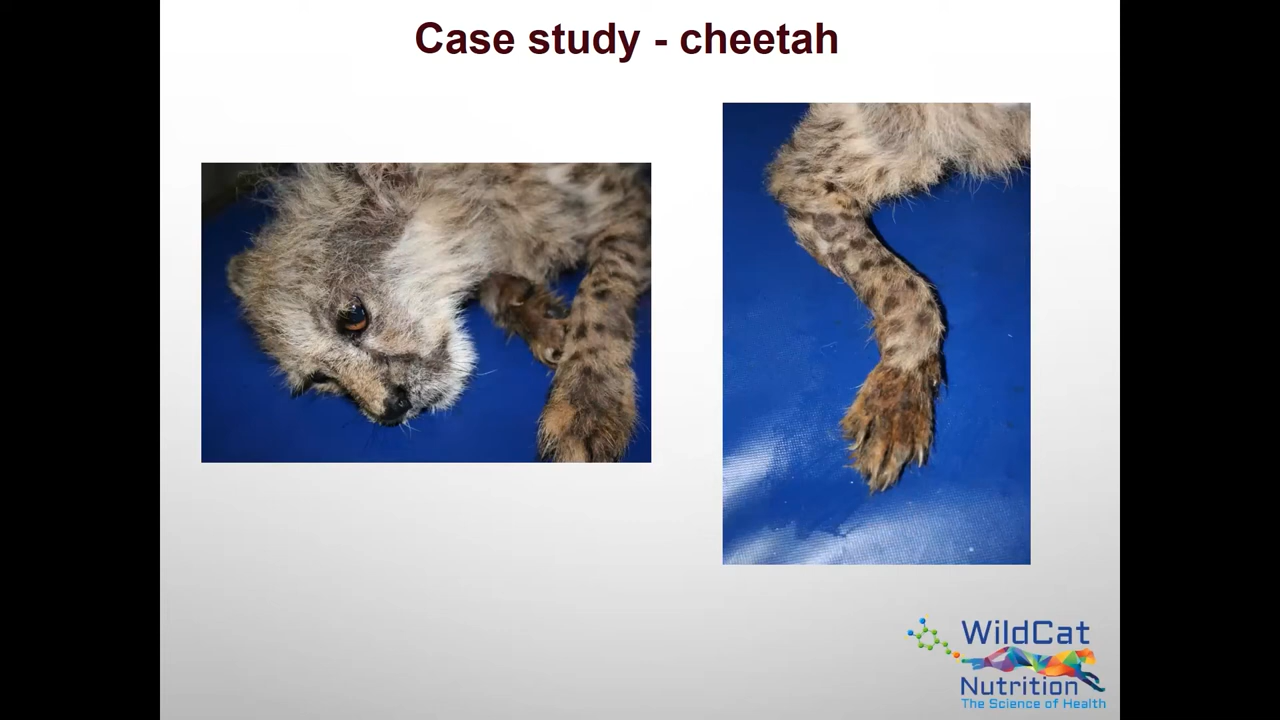 Case study - cheetah
WildCat
Nutrition
The Science of Health